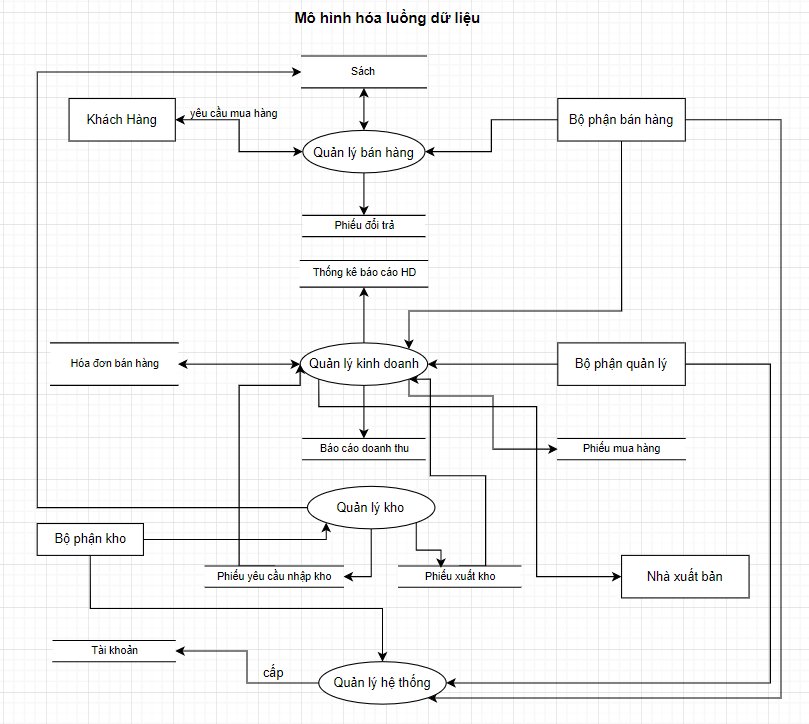 Mô hình hóa luồng dữ liệu
Sách
Khách Hàng
yêu cầu mua hàng
Bộ phận bán hàng
Quản lý bán hàng
Phiếu đổi trả
Thống kê báo cáo HD
Hóa đơn bán hàng
Quản lý kinh doanh
Bộ phận quản lý
Báo cáo doanh thu
Phiếu mua hàng
Quản lý kho
Bộ phận kho
Phiếu yêu cầu nhập kho
Phiếu xuất kho
Nhà xuất bản
Tài khoản
cấp
Quản lý hệ thống